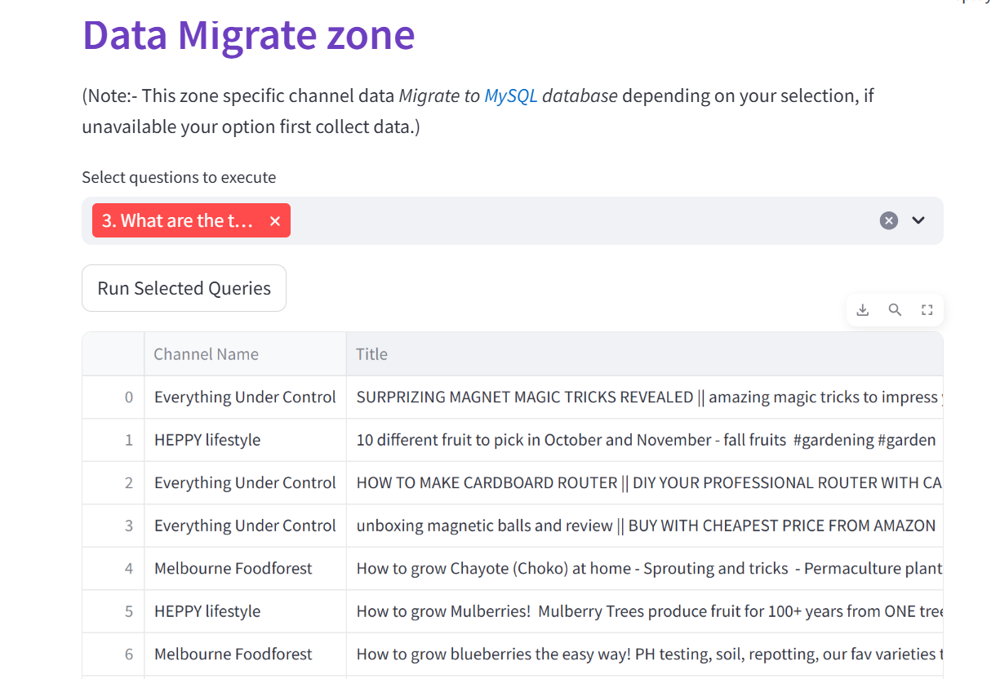 Data Migrate zone
(Note:- This zone specific channel data Migrate to MySQL database depending on your selection, if
unavailable your option first collect data.)
Select questions to execute
3. What are the t...
Run Selected Queries
Channel Name Title
0 Everything Under Control SURPRIZING MAGNET MAGIC TRICKS REVEALED || amazing magic tricks to impress
1 HEPPY lifestyle 10 different fruit to pick in October and November - fall fruits #gardening #garden
2 Everything Under Control HOW TO MAKE CARDBOARD ROUTER || DIY YOUR PROFESSIONAL ROUTER WITH CA
3 Everything Under Control unboxing magnetic balls and review || BUY WITH CHEAPEST PRICE FROM AMAZON
4 Melbourne Foodforest How to grow Chayote (Choko) at home - Sprouting and tricks - Permaculture plant
5 HEPPY lifestyle How to grow Mulberries! Mulberry Trees produce fruit for 100+ years from ONE tree
6 Melbourne Foodforest How to grow blueberries the easy way! PH testing, soil, repotting, our fav varieties